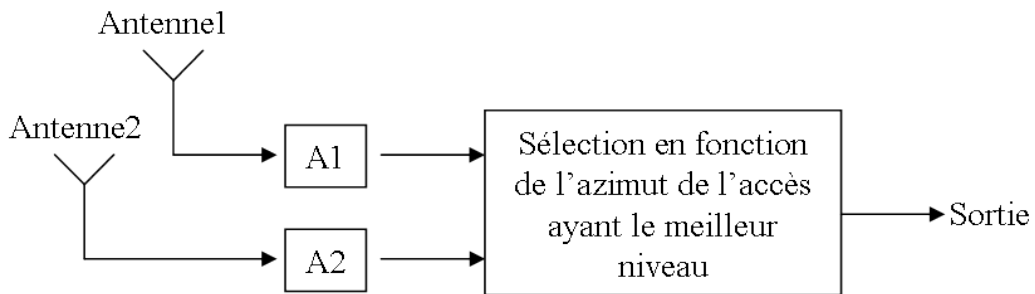 Antenne1
Antenne2
A1
A2
Sélection en fonction
de l'azimut de l'accès
ayant le meilleur
niveau
Sortie